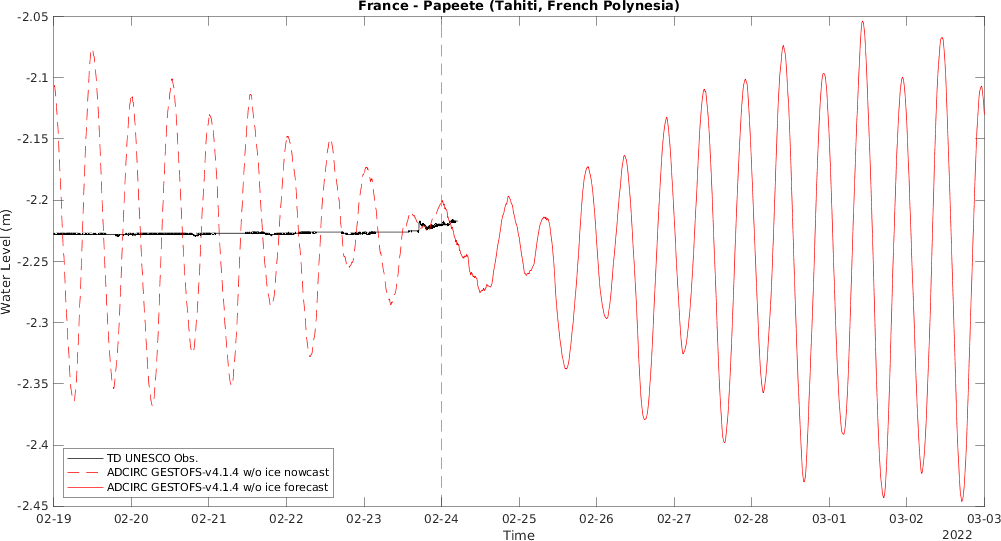 France - Papeete (Tahiti, French Polynesia)
-2.05
-2.1
-2.15
-2.2
-2.25
-2.3
-2.35
-2.4
-2.45
Water Level (m)
TD UNESCO Obs.
ADCIRC GESTOFS-v4.1.4 w/o ice nowcast
ADCIRC GESTOFS-v4.1.4 w/o ice forecast
02-19 02-20 02-21 02-22 02-23 02-24 02-25 02-26 02-27 02-28 03-01 03-02 03-03
Time
2022